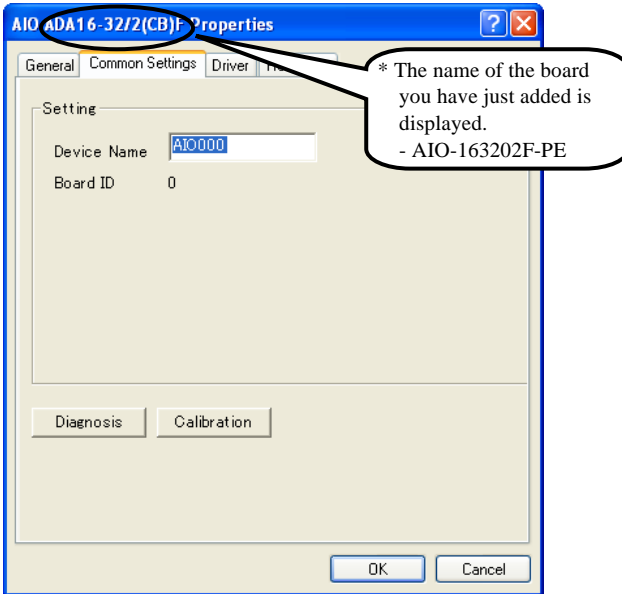 AIO ADA16-32/2(CB)F Properties
General
Common Settings
Driver
* The name of the board
you have just added is
displayed.
- AIO-163202F-PE
Setting
Device Name
AIO000
Board ID
0
Diagnosis
Calibration
OK
Cancel